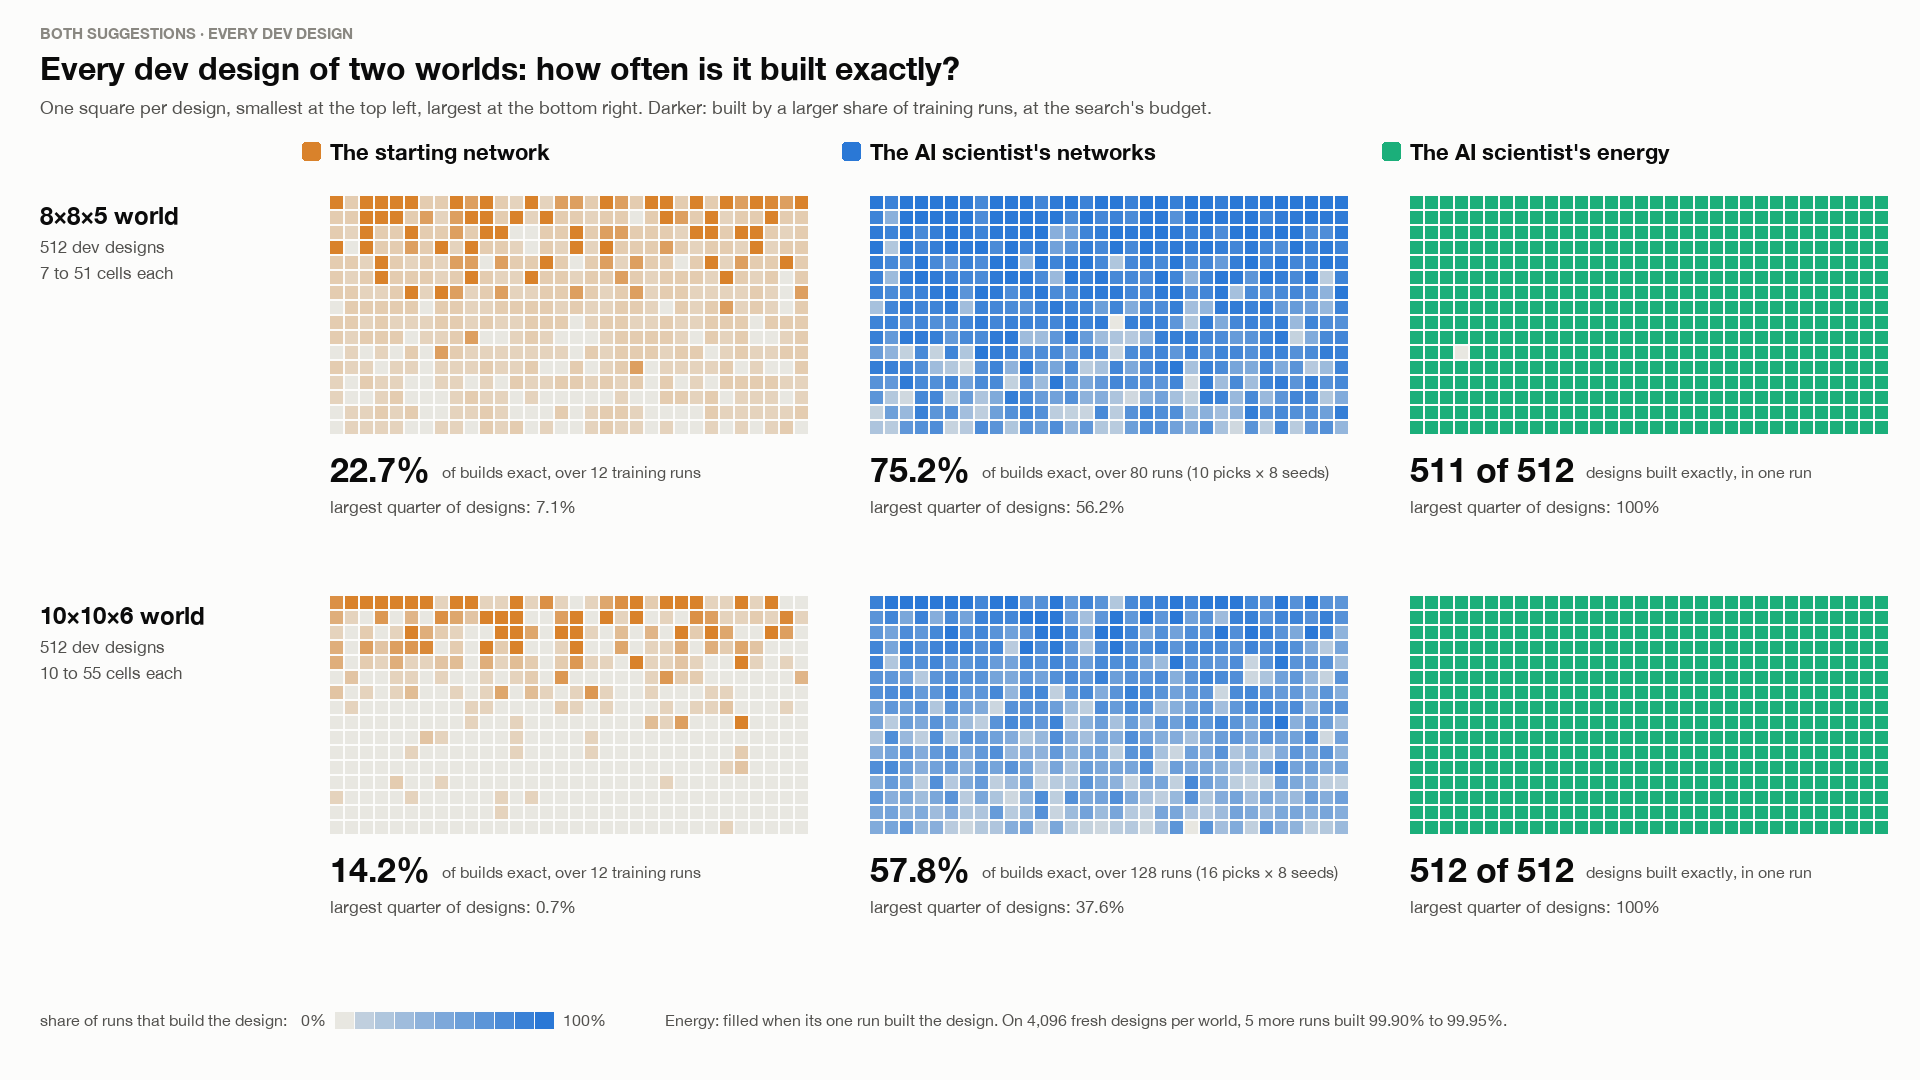 BOTH SUGGESTIONS · EVERY DEV DESIGN
Every dev design of two worlds: how often is it built exactly?
One square per design, smallest at the top left, largest at the bottom right. Darker: built by a larger share of training runs, at the search's budget.
The starting network
The AI scientist's networks
The AI scientist's energy
8×8×5 world
512 dev designs
7 to 51 cells each
22.7% of builds exact, over 12 training runs
largest quarter of designs: 7.1%
75.2% of builds exact, over 80 runs (10 picks × 8 seeds)
largest quarter of designs: 56.2%
511 of 512 designs built exactly, in one run
largest quarter of designs: 100%
10×10×6 world
512 dev designs
10 to 55 cells each
14.2% of builds exact, over 12 training runs
largest quarter of designs: 0.7%
57.8% of builds exact, over 128 runs (16 picks × 8 seeds)
largest quarter of designs: 37.6%
512 of 512 designs built exactly, in one run
largest quarter of designs: 100%
share of runs that build the design: 0% 100%
Energy: filled when its one run built the design. On 4,096 fresh designs per world, 5 more runs built 99.90% to 99.95%.